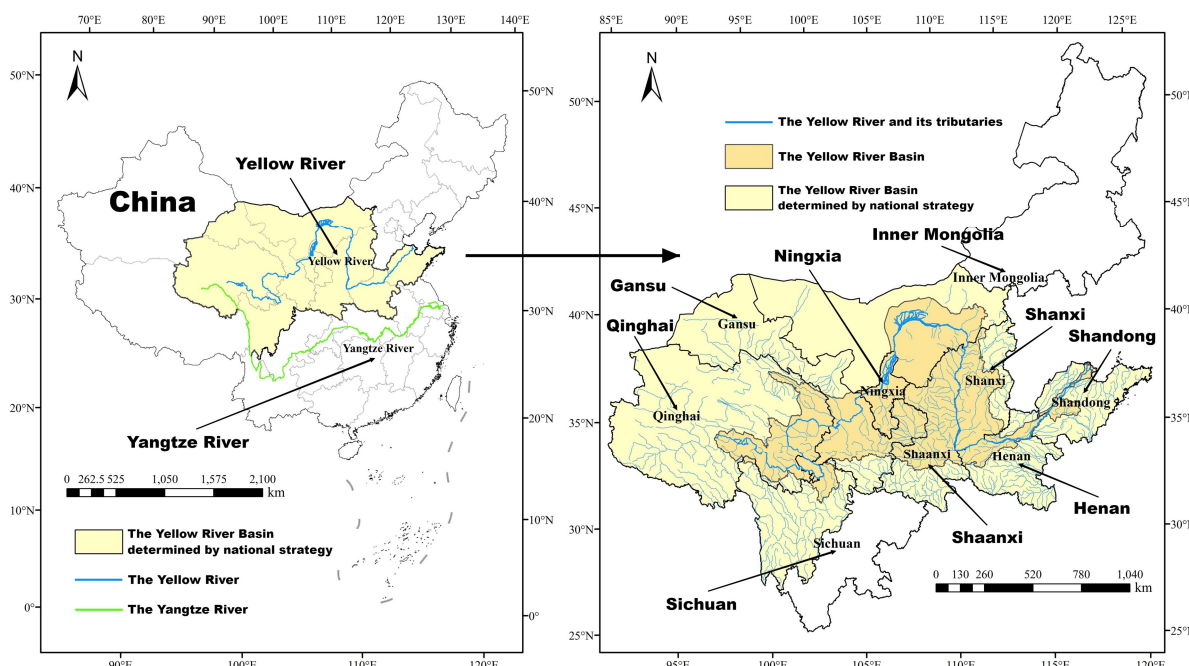 70°E 80°E 90°E 100°E 110°E 120°E 130°E 140°E
N
50°N
40°N
30°N
20°N
10°N
0°
50°N
40°N
30°N
20°N
10°N
0°
China
Yellow River
Yellow River
Yangtze River
Yangtze River
0 262.5 525 1,050 1,575 2,100 km
The Yellow River Basin
determined by national strategy
The Yellow River
The Yangtze River
90°E 100°E 110°E 120°E
85°E 90°E 95°E 100°E 105°E 110°E 115°E 120°E 125°E
N
50°N
45°N
40°N
35°N
30°N
25°N
50°N
45°N
40°N
35°N
30°N
25°N
The Yellow River and its tributaries
The Yellow River Basin
The Yellow River Basin
determined by national strategy
Inner Mongolia
Ningxia
Inner Mongolia
Gansu
Shanxi
Qinghai
Gansu
Shandong
Shanxi
Ningxia
Shandong
Qinghai
Shaanxi
Henan
Henan
Shaanxi
Sichuan
Sichuan
0 130 260 520 780 1,040 km
95°E 100°E 105°E 110°E 115°E 120°E